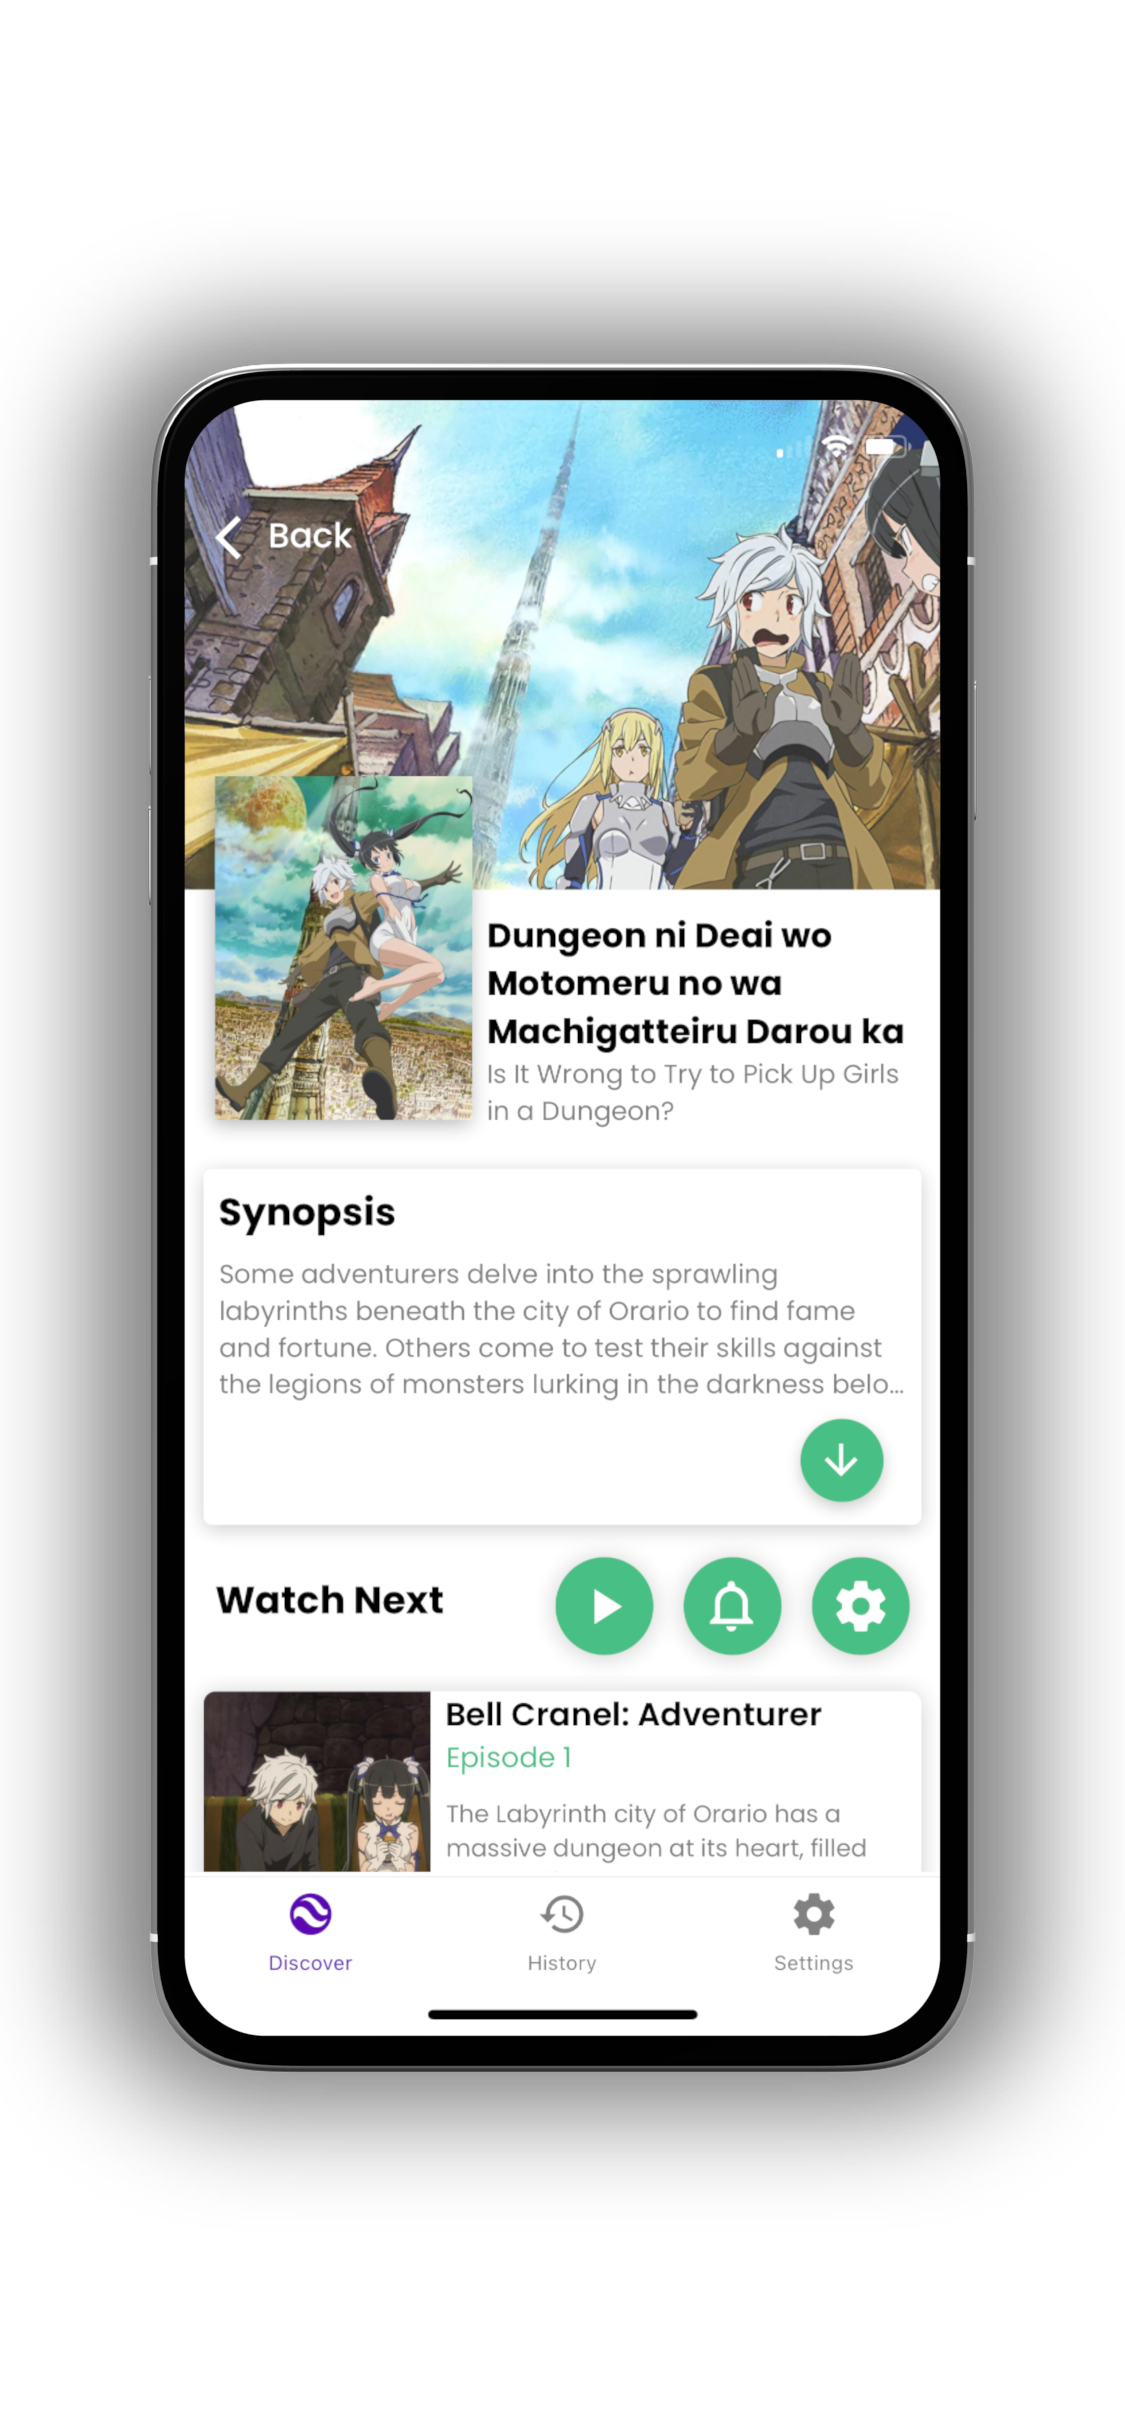 Back
Dungeon ni Deai wo
Motomeru no wa
Machigatteiru Darou ka
Is It Wrong to Try to Pick Up Girls
in a Dungeon?
Synopsis
Some adventurers delve into the sprawling
labyrinths beneath the city of Orario to find fame
and fortune. Others come to test their skills against
the legions of monsters lurking in the darkness belo...
Watch Next
Bell Cranel: Adventurer
Episode 1
The Labyrinth city of Orario has a
massive dungeon at its heart, filled
Discover
History
Settings